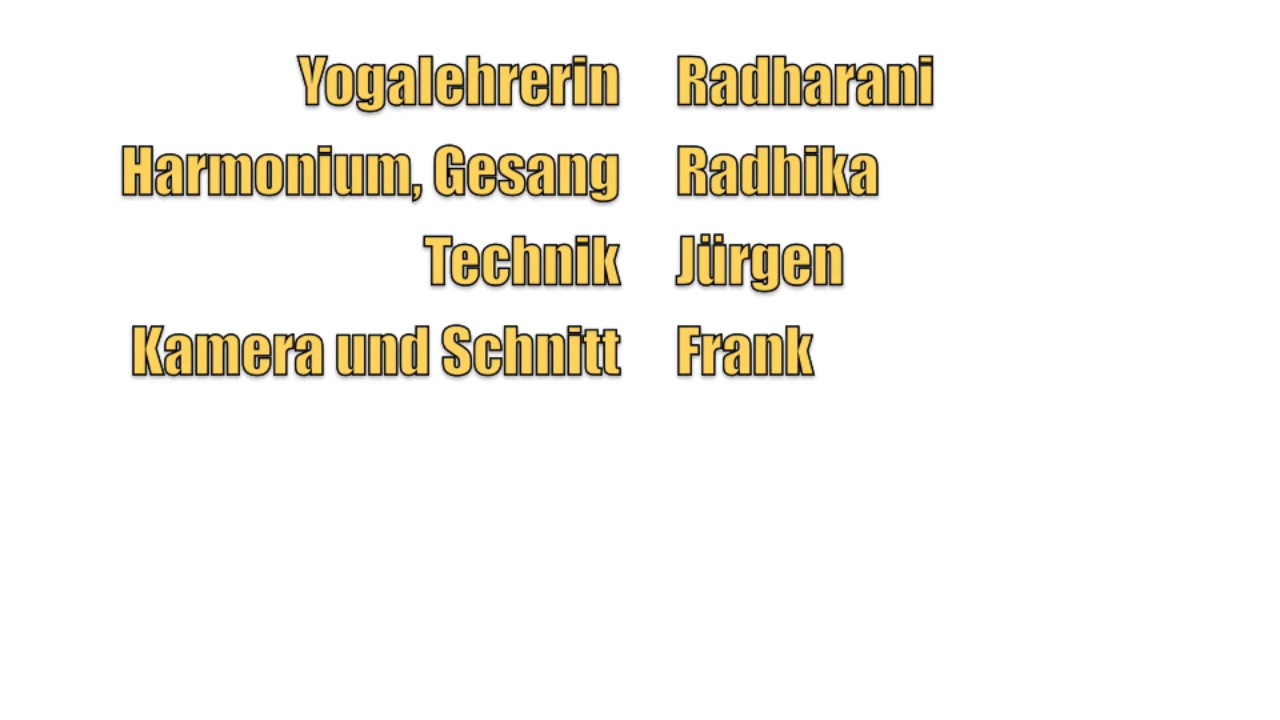 Yogalehrerin Radharani
Harmonium, Gesang Radhika
Technik Jürgen
Kamera und Schnitt Frank